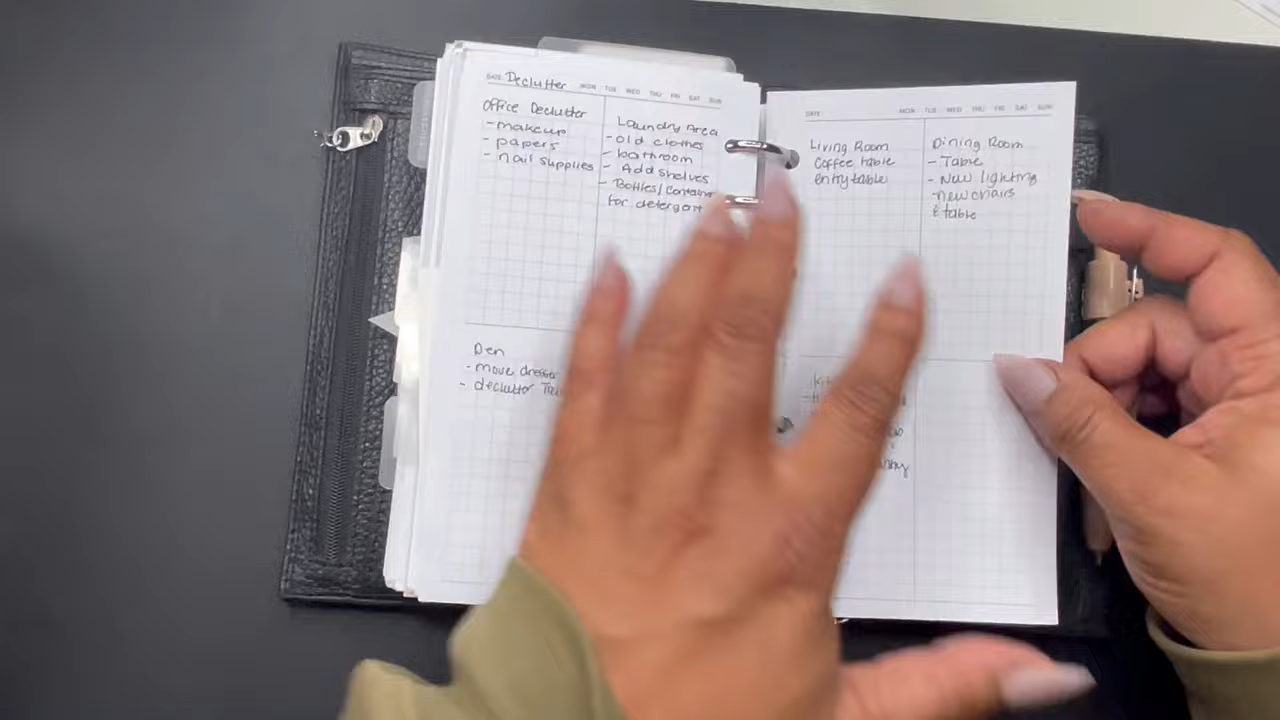 DATE: Declutter MON TUE WED THU FRI SAT SUN
Office Declutter
- makeup
- papers
- nail supplies
Laundry Area
- old clothes
- bathroom
- Add shelves
- Bottles/
for detergent
Den
- move dresser
- declutter
DATE: MON TUE WED THU FRI SAT SUN
Living Room
Coffee table
entry table
Dining Room
- Table
- New lighting
- new chairs
& table